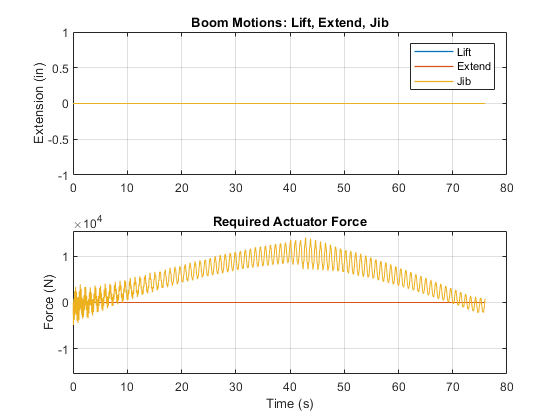 Boom Motions: Lift, Extend, Jib
Extension (in)
1
0.5
0
-0.5
-1
Lift
Extend
Jib
0 10 20 30 40 50 60 70 80
Required Actuator Force
×10^4
Force (N)
1
0
-1
0 10 20 30 40 50 60 70 80
Time (s)